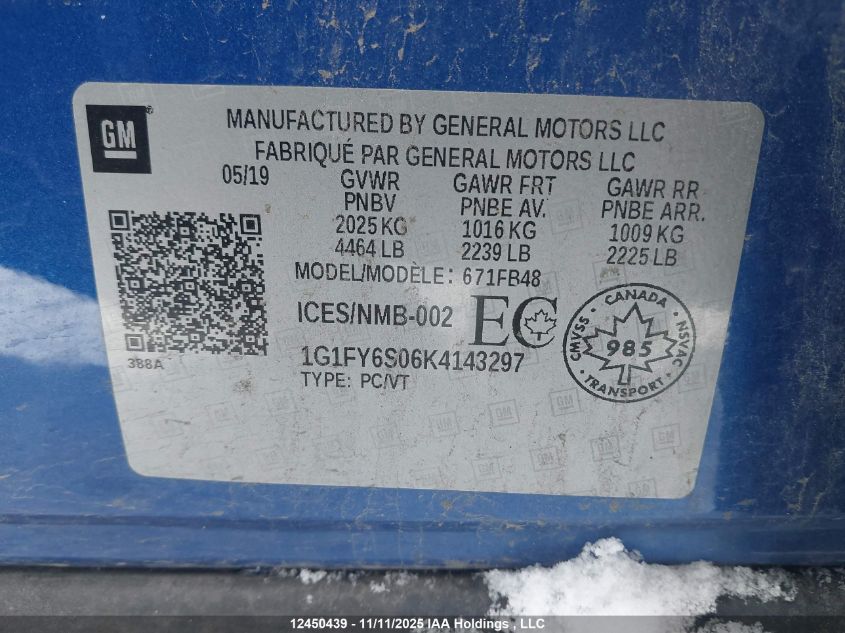 GM
MANUFACTURED BY GENERAL MOTORS LLC
FABRIQUÉ PAR GENERAL MOTORS LLC
05/19 GVWR GAWR FRT GAWR RR
PNBV PNBE AV. PNBE ARR.
2025 KG 1016 KG 1009 KG
4464 LB 2239 LB 2225 LB
MODEL/MODÈLE: 671FB48
ICES/NMB-002 EC
CANADA
CMVSS 985 NSVAC
TRANSPORT
388A
1G1FY6S06K4143297
TYPE: PC/VT
12450439 - 11/11/2025 IAA Holdings , LLC